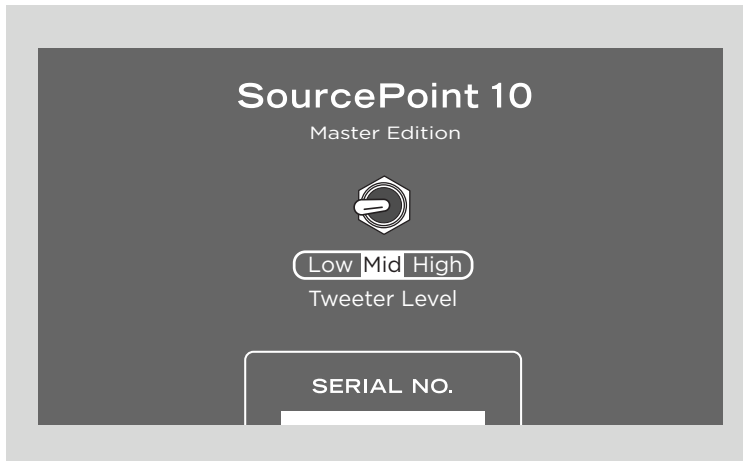 SourcePoint 10
Master Edition
Low Mid High
Tweeter Level
SERIAL NO.